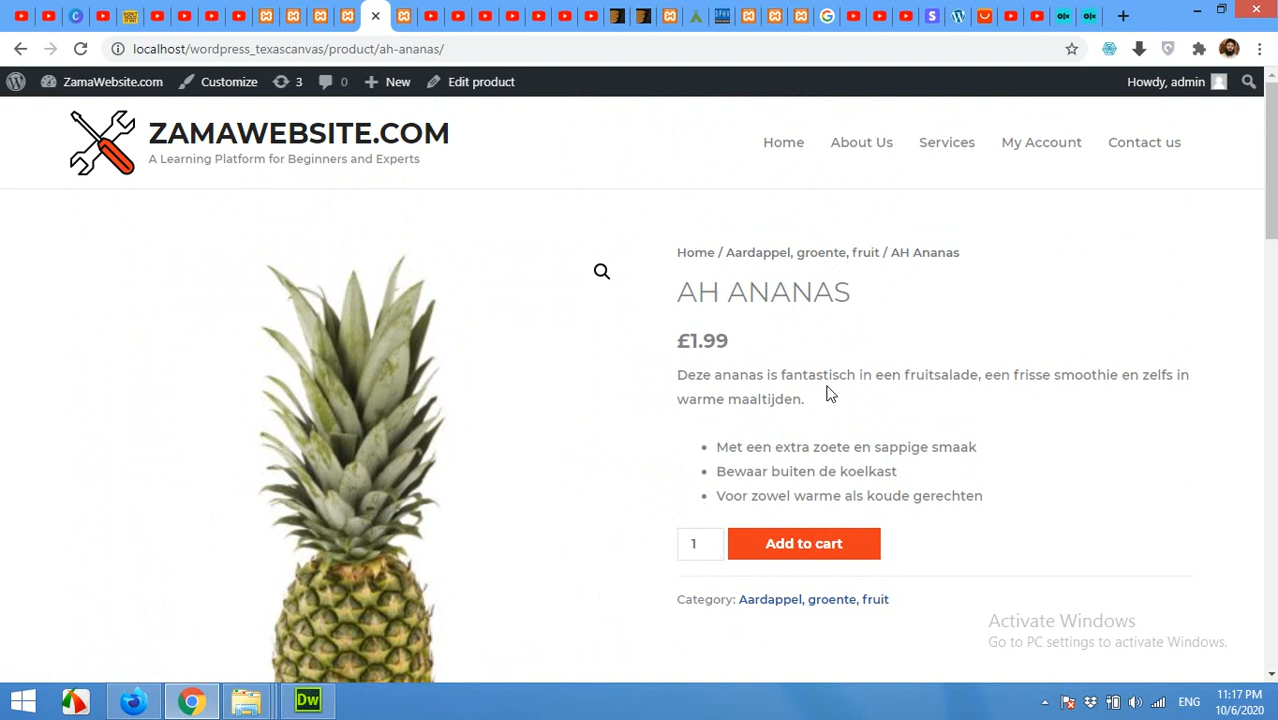 localhost/wordpress_texascanvas/product/ah-ananas/
ZamaWebsite.com Customize 3 0 New Edit product Howdy, admin
ZAMAWEBSITE.COM
A Learning Platform for Beginners and Experts
Home About Us Services My Account Contact us
Home / Aardappel, groente, fruit / AH Ananas
AH ANANAS
£1.99
Deze ananas is fantastisch in een fruitsalade, een frisse smoothie en zelfs in
warme maaltijden.
Met een extra zoete en sappige smaak
Bewaar buiten de koelkast
Voor zowel warme als koude gerechten
1 Add to cart
Category: Aardappel, groente, fruit
Activate Windows
Go to PC settings to activate Windows.
Dw
ENG
11:17 PM
10/6/2020